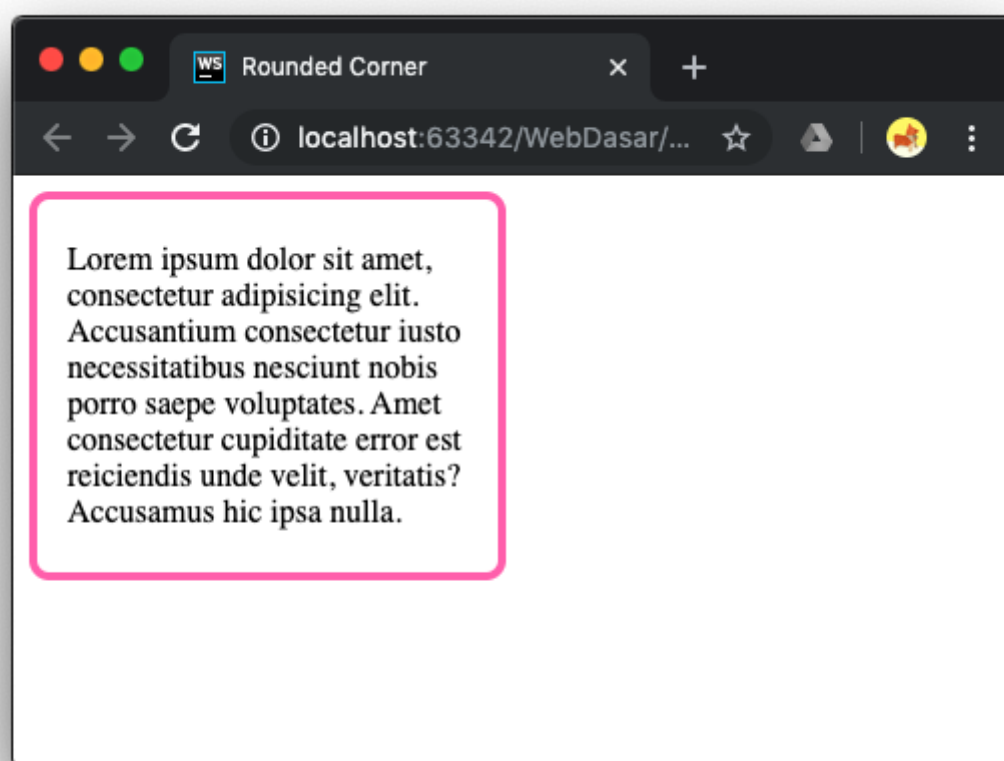 WS
Rounded Corner
localhost:63342/WebDasar/...
Lorem ipsum dolor sit amet,
consectetur adipisicing elit.
Accusantium consectetur iusto
necessitatibus nesciunt nobis
porro saepe voluptates. Amet
consectetur cupiditate error est
reiciendis unde velit, veritatis?
Accusamus hic ipsa nulla.